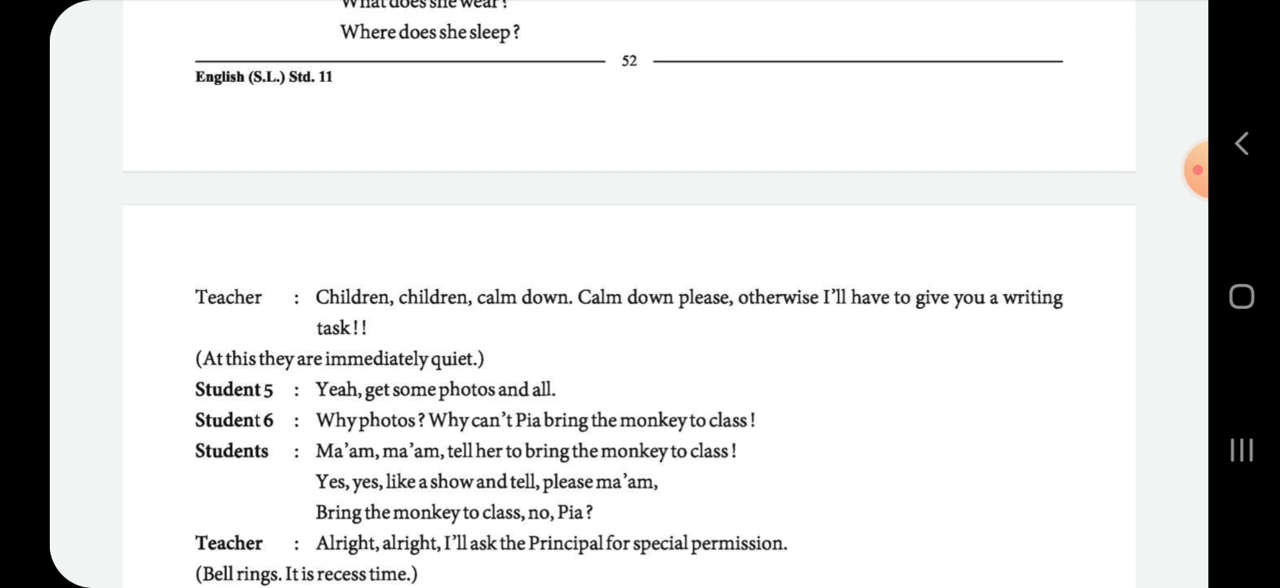 What does she wear?
Where does she sleep?
52
English (S.L.) Std. 11
Teacher : Children, children, calm down. Calm down please, otherwise I'll have to give you a writing
task!!
(At this they are immediately quiet.)
Student 5 : Yeah, get some photos and all.
Student 6 : Why photos? Why can't Pia bring the monkey to class!
Students : Ma'am, ma'am, tell her to bring the monkey to class!
Yes, yes, like a show and tell, please ma'am,
Bring the monkey to class, no, Pia?
Teacher : Alright, alright, I'll ask the Principal for special permission.
(Bell rings. It is recess time.)